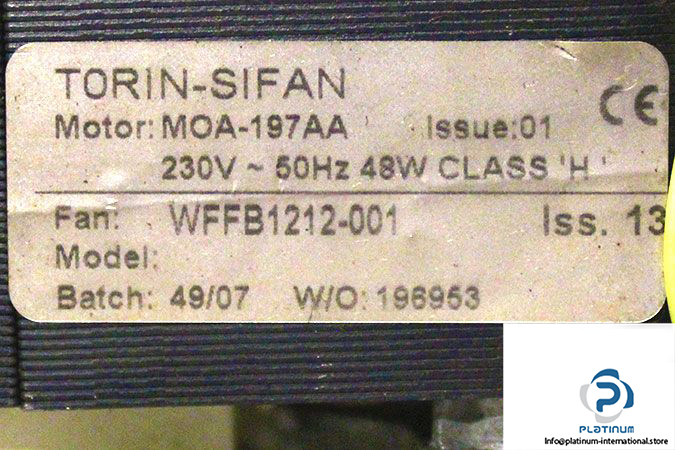 TORIN-SIFAN
CE
Motor: MOA-197AA Issue:01
230V ~ 50Hz 48W CLASS 'H'
Fan: WFFB1212-001 Iss. 13
Model:
Batch: 49/07 W/O: 196953
PLATINUM
Info@platinum-international.store